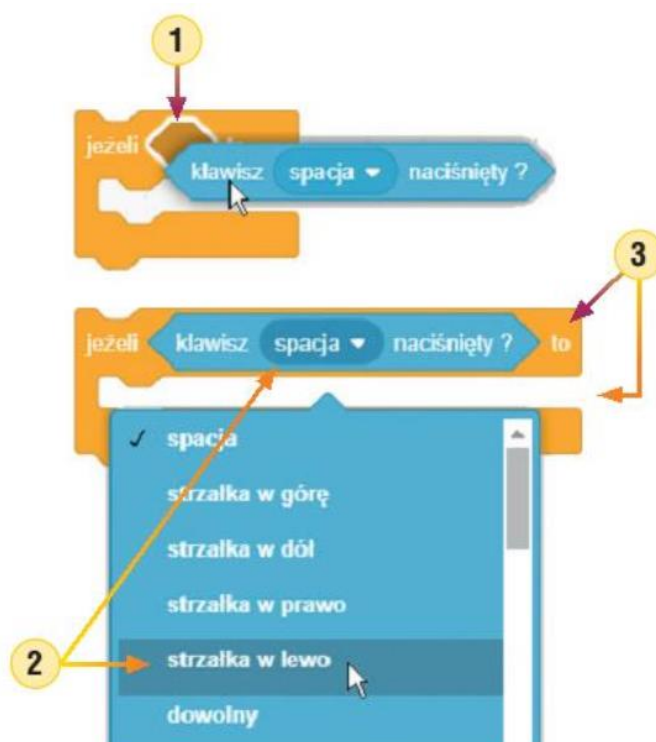 1
jeżeli
klawisz spacja naciśnięty ?
3
jeżeli klawisz spacja naciśnięty ? to
✓ spacja
strzałka w górę
strzałka w dół
strzałka w prawo
2
strzałka w lewo
dowolny